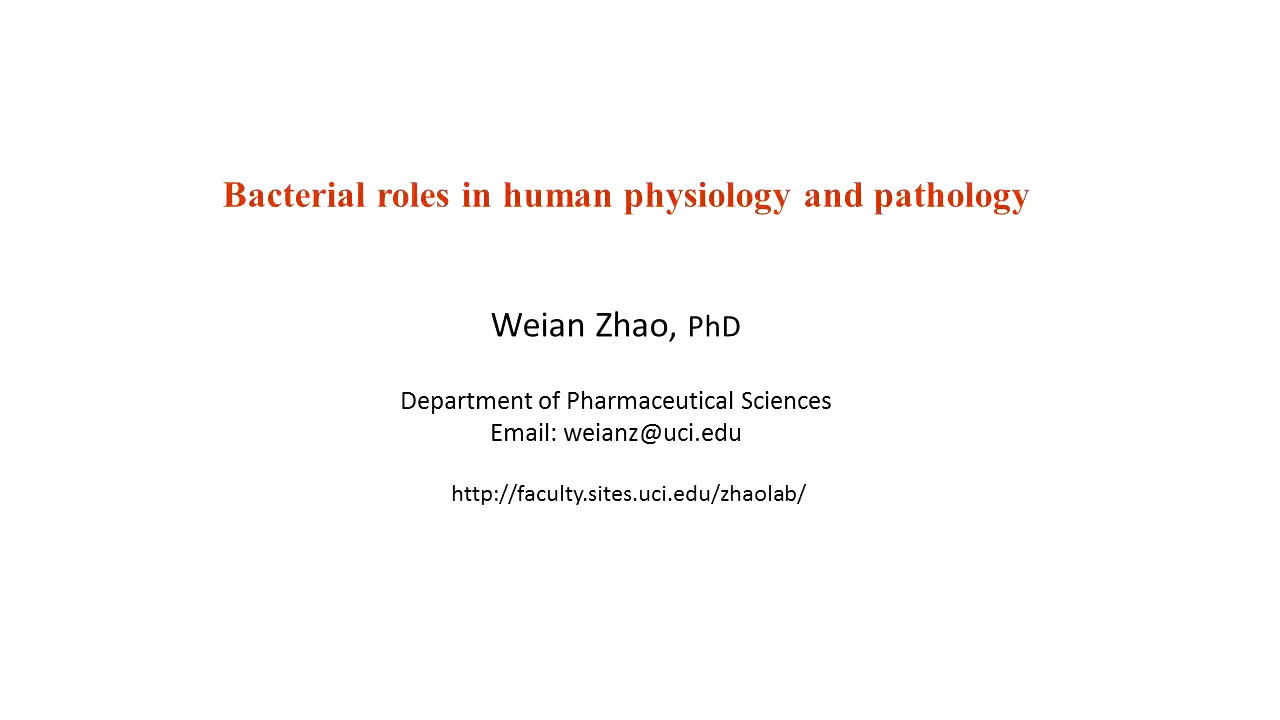 Bacterial roles in human physiology and pathology
Weian Zhao, PhD
Department of Pharmaceutical Sciences
Email: weianz@uci.edu
http://faculty.sites.uci.edu/zhaolab/